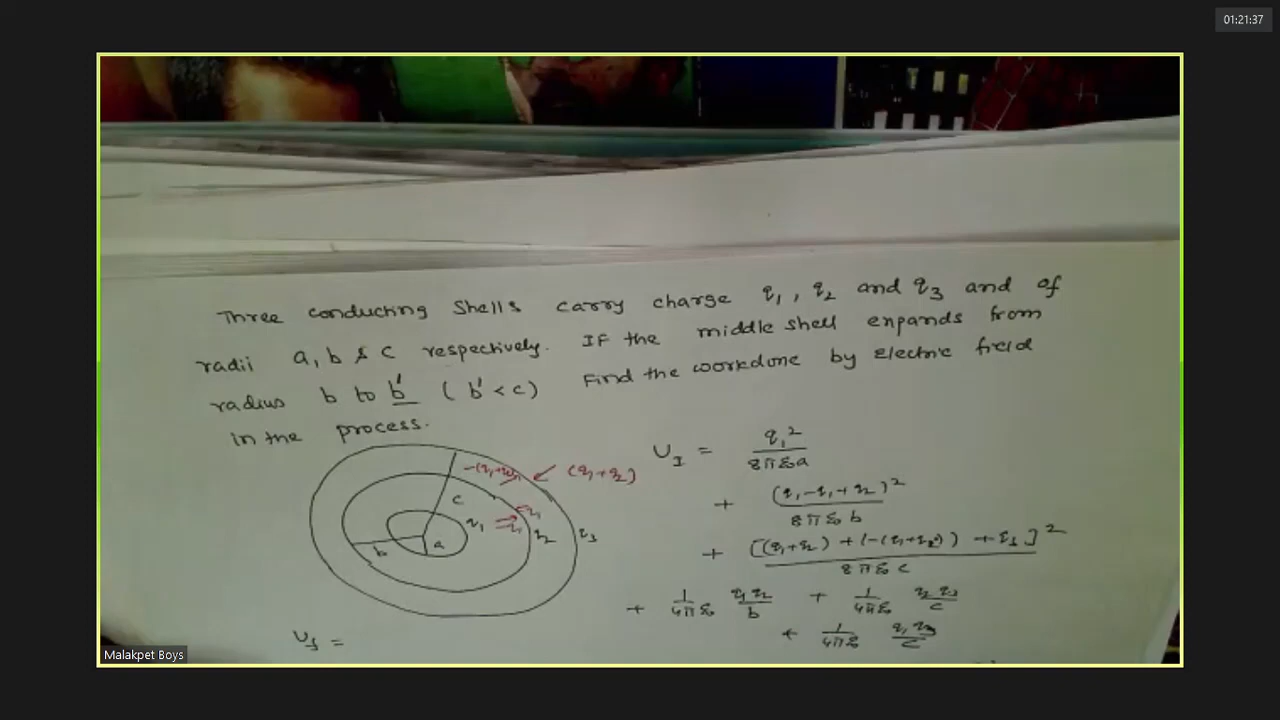 01:21:37
Three conducting Shells carry charge q₁, q₂ and q₃ and of
radii a, b & c respectively. IF the middle shell expands from
radius b to b' ( b' < c) Find the workdone by Electric field
in the process.
-(q₁+q₂) (q₁+q₂)
c
q₁ -q₁
q₁ q₂ q₃
b a
U_I = q₁² / 8πε₀a
+ (q₁-q₁+q₂)² / 8πε₀b
+ [(q₁+q₂) + (-(q₁+q₂)) + q₃]² / 8πε₀c
+ 1/4πε₀ q₁q₂/b + 1/4πε₀ q₂q₃/c
+ 1/4πε₀ q₁q₃/c
U_f =
Malakpet Boys